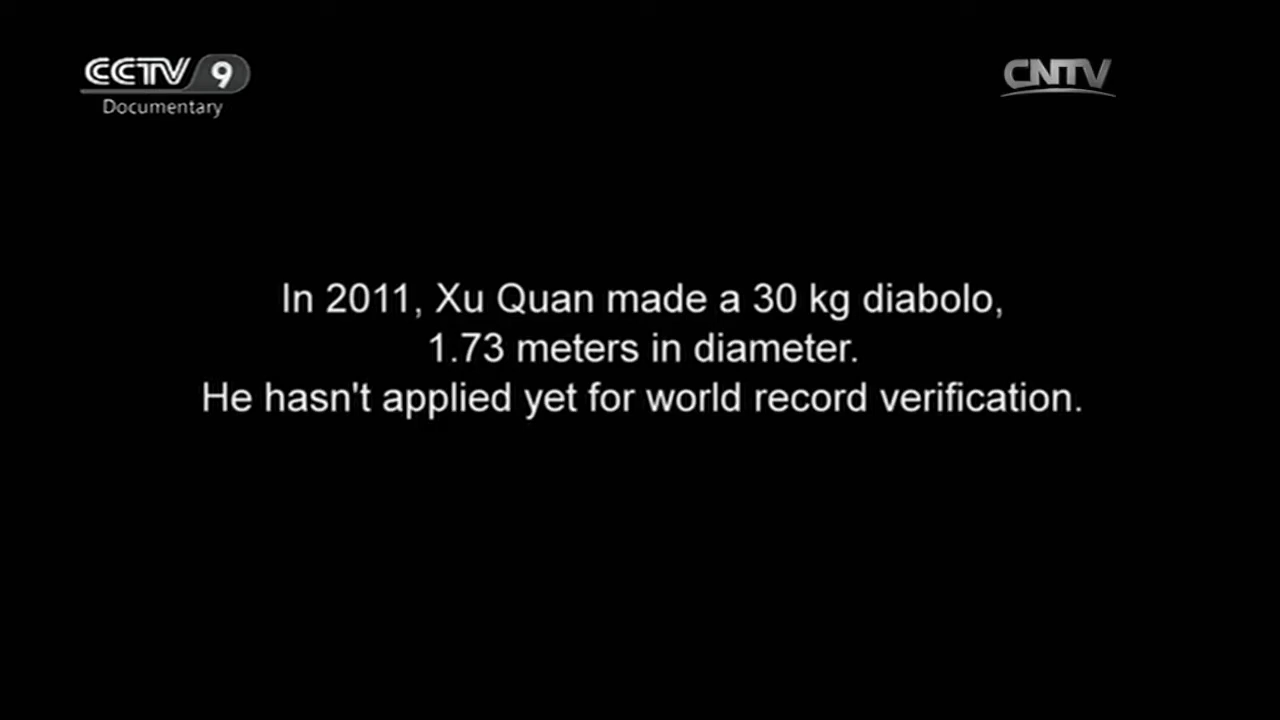 CCTV 9
Documentary
CNTV
In 2011, Xu Quan made a 30 kg diabolo,
1.73 meters in diameter.
He hasn't applied yet for world record verification.